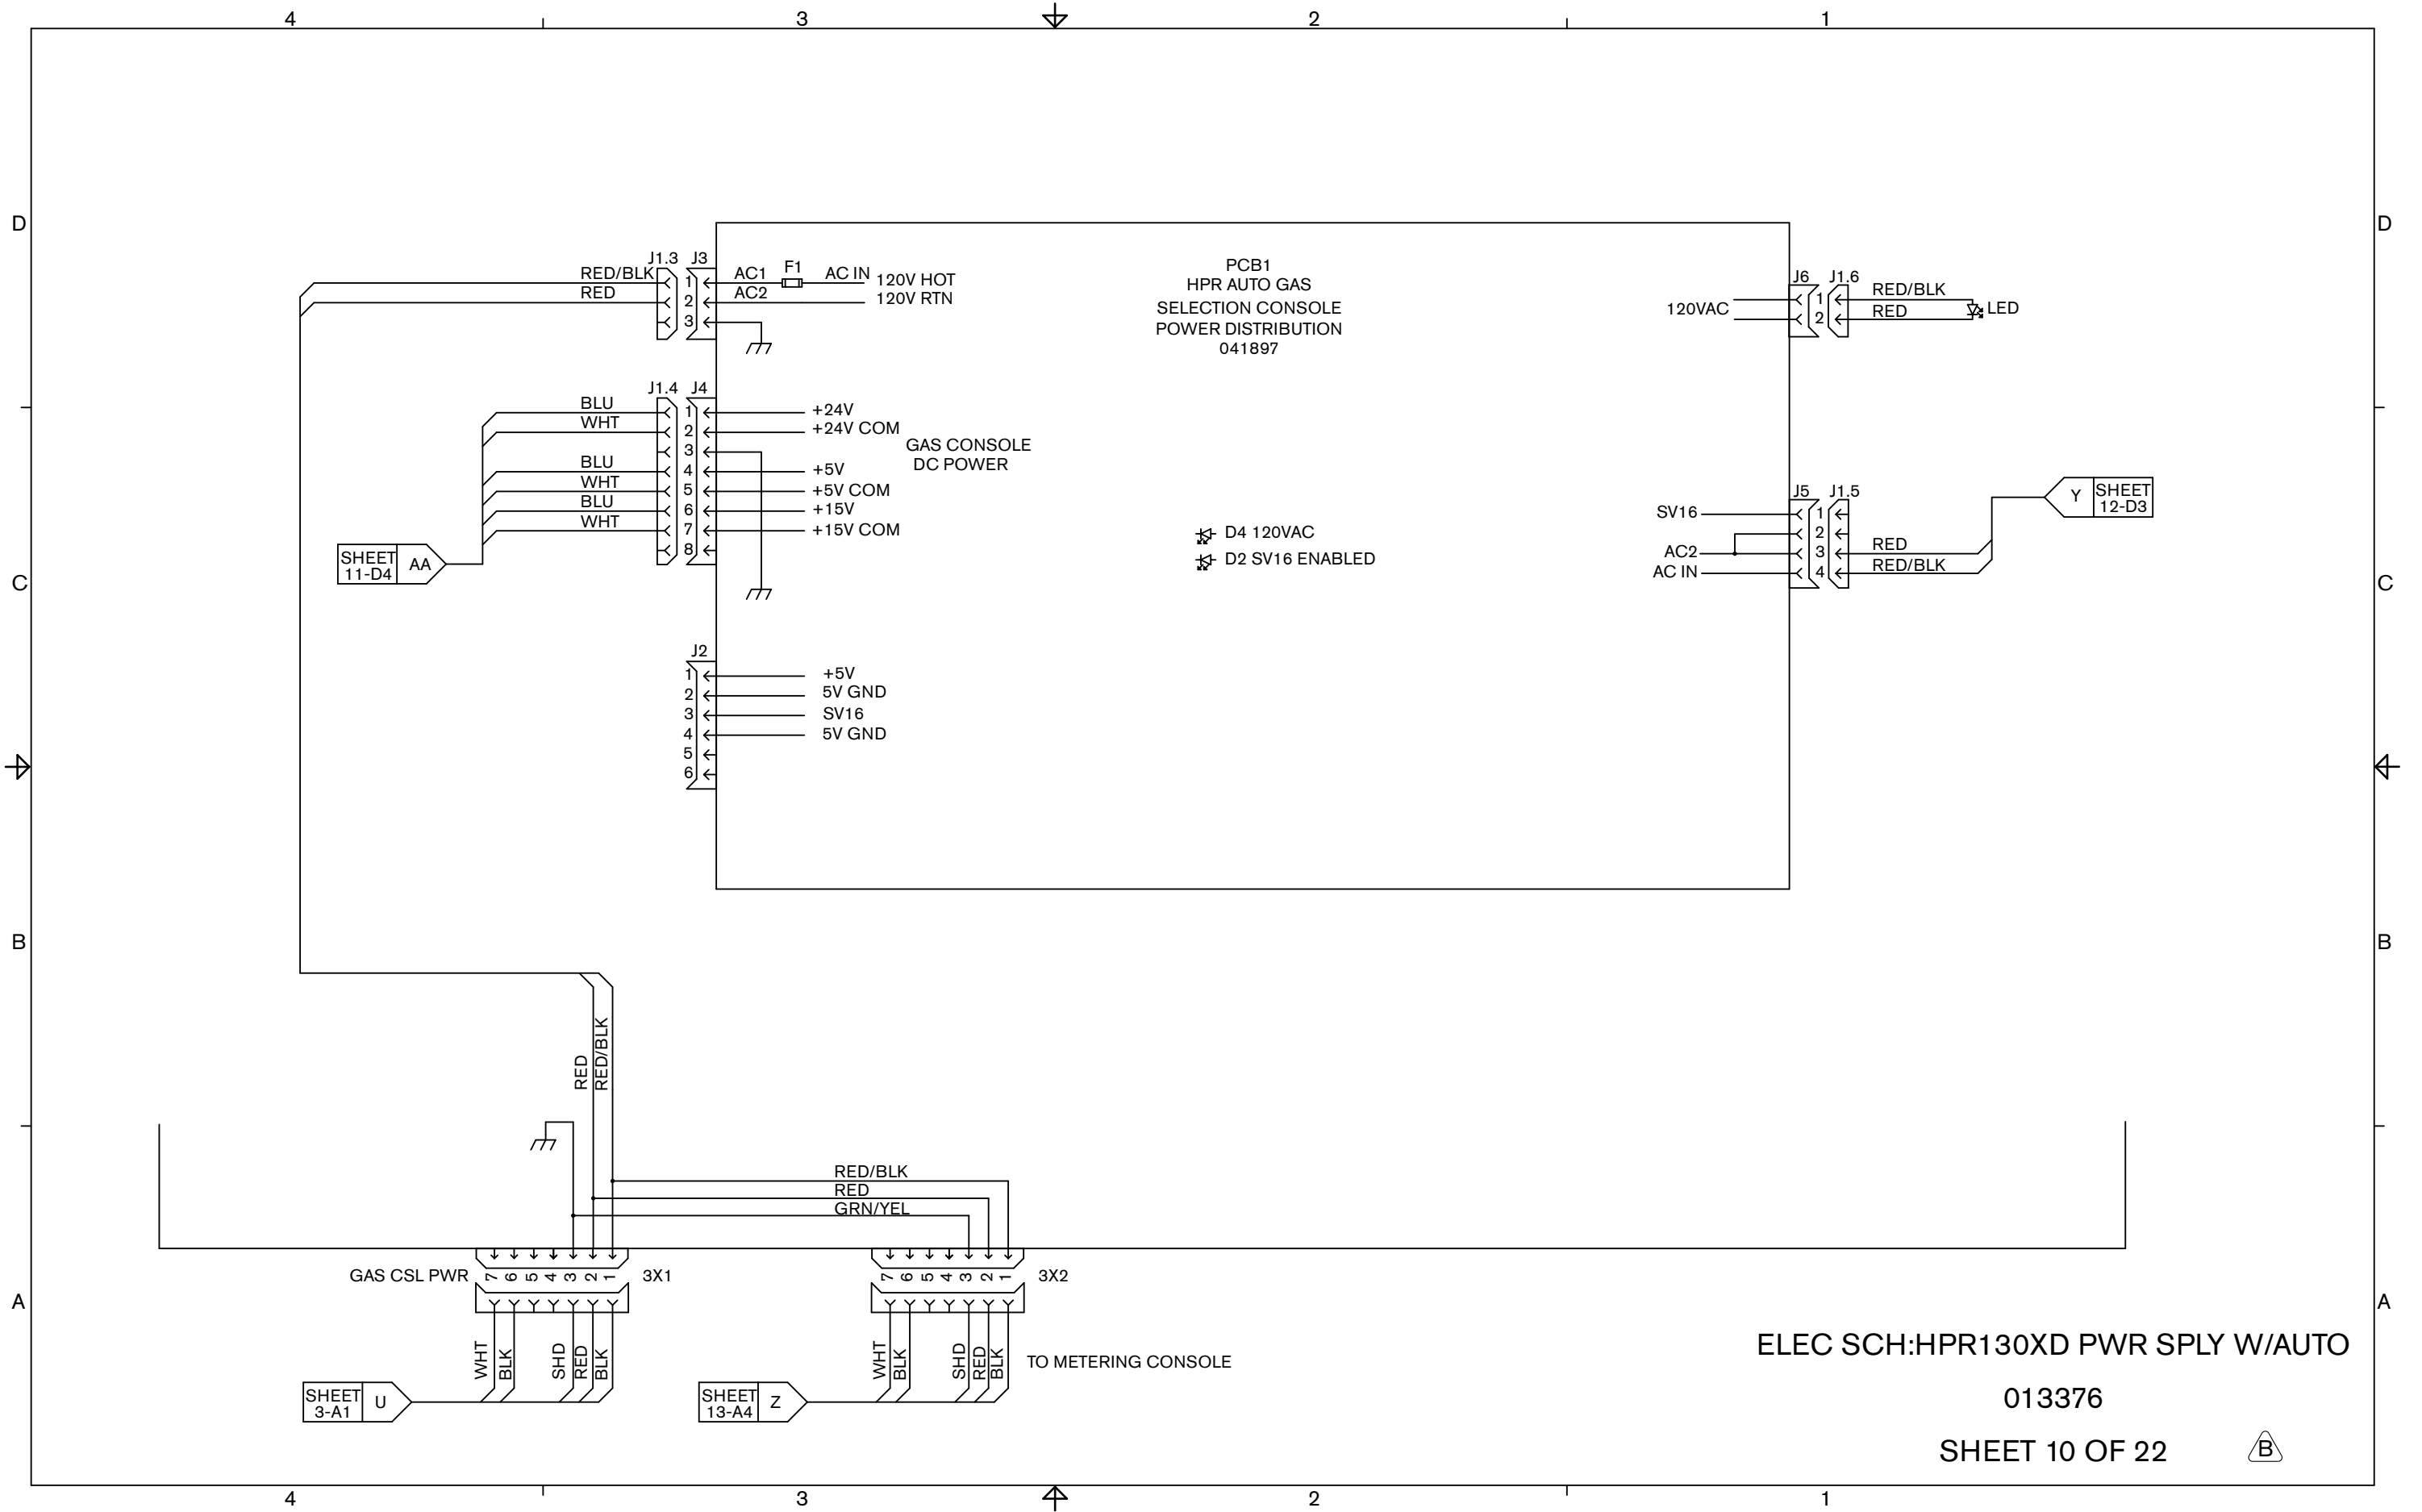 4 3 2 1
D D
J1.3 J3
RED/BLK 1 AC1 F1 AC IN 120V HOT
RED 2 AC2 120V RTN
3
PCB1
HPR AUTO GAS
SELECTION CONSOLE
POWER DISTRIBUTION
041897
J6 J1.6
120VAC 1 RED/BLK
2 RED
LED
J1.4 J4
BLU 1 +24V
WHT 2 +24V COM
3
BLU 4 +5V
WHT 5 +5V COM
BLU 6 +15V
WHT 7 +15V COM
8
GAS CONSOLE
DC POWER
SHEET
11-D4
AA
D4 120VAC
D2 SV16 ENABLED
J5 J1.5
SV16 1
2
AC2 3 RED
AC IN 4 RED/BLK
Y
SHEET
12-D3
C C
J2
1 +5V
2 5V GND
3 SV16
4 5V GND
5
6
B B
RED
RED/BLK
RED/BLK
RED
GRN/YEL
GAS CSL PWR 7 6 5 4 3 2 1 3X1
7 6 5 4 3 2 1 3X2
A A
WHT BLK SHD RED BLK
WHT BLK SHD RED BLK
TO METERING CONSOLE
SHEET
3-A1
U
SHEET
13-A4
Z
ELEC SCH:HPR130XD PWR SPLY W/AUTO
013376
SHEET 10 OF 22
B
4 3 2 1